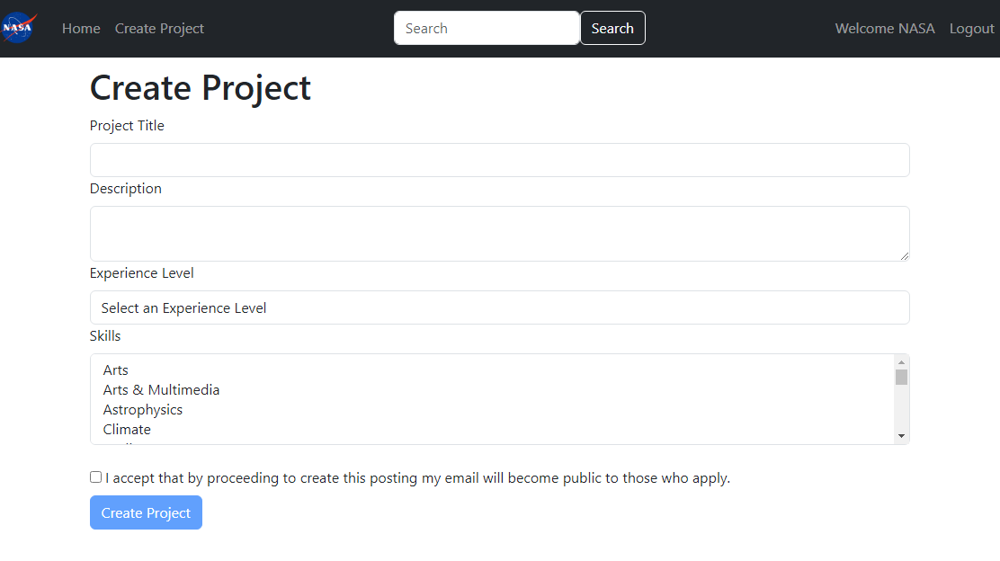 NASA Home Create Project Search Search Welcome NASA Logout
Create Project
Project Title
Description
Experience Level
Select an Experience Level
Skills
Arts
Arts & Multimedia
Astrophysics
Climate
I accept that by proceeding to create this posting my email will become public to those who apply.
Create Project